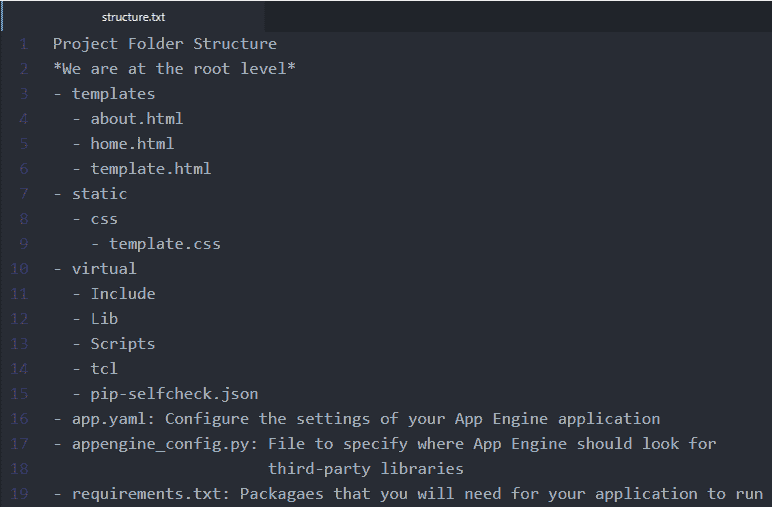 structure.txt
1 Project Folder Structure
2 *We are at the root level*
3 - templates
4 - about.html
5 - home.html
6 - template.html
7 - static
8 - css
9 - template.css
10 - virtual
11 - Include
12 - Lib
13 - Scripts
14 - tcl
15 - pip-selfcheck.json
16 - app.yaml: Configure the settings of your App Engine application
17 - appengine_config.py: File to specify where App Engine should look for
18 third-party libraries
19 - requirements.txt: Packagaes that you will need for your application to run